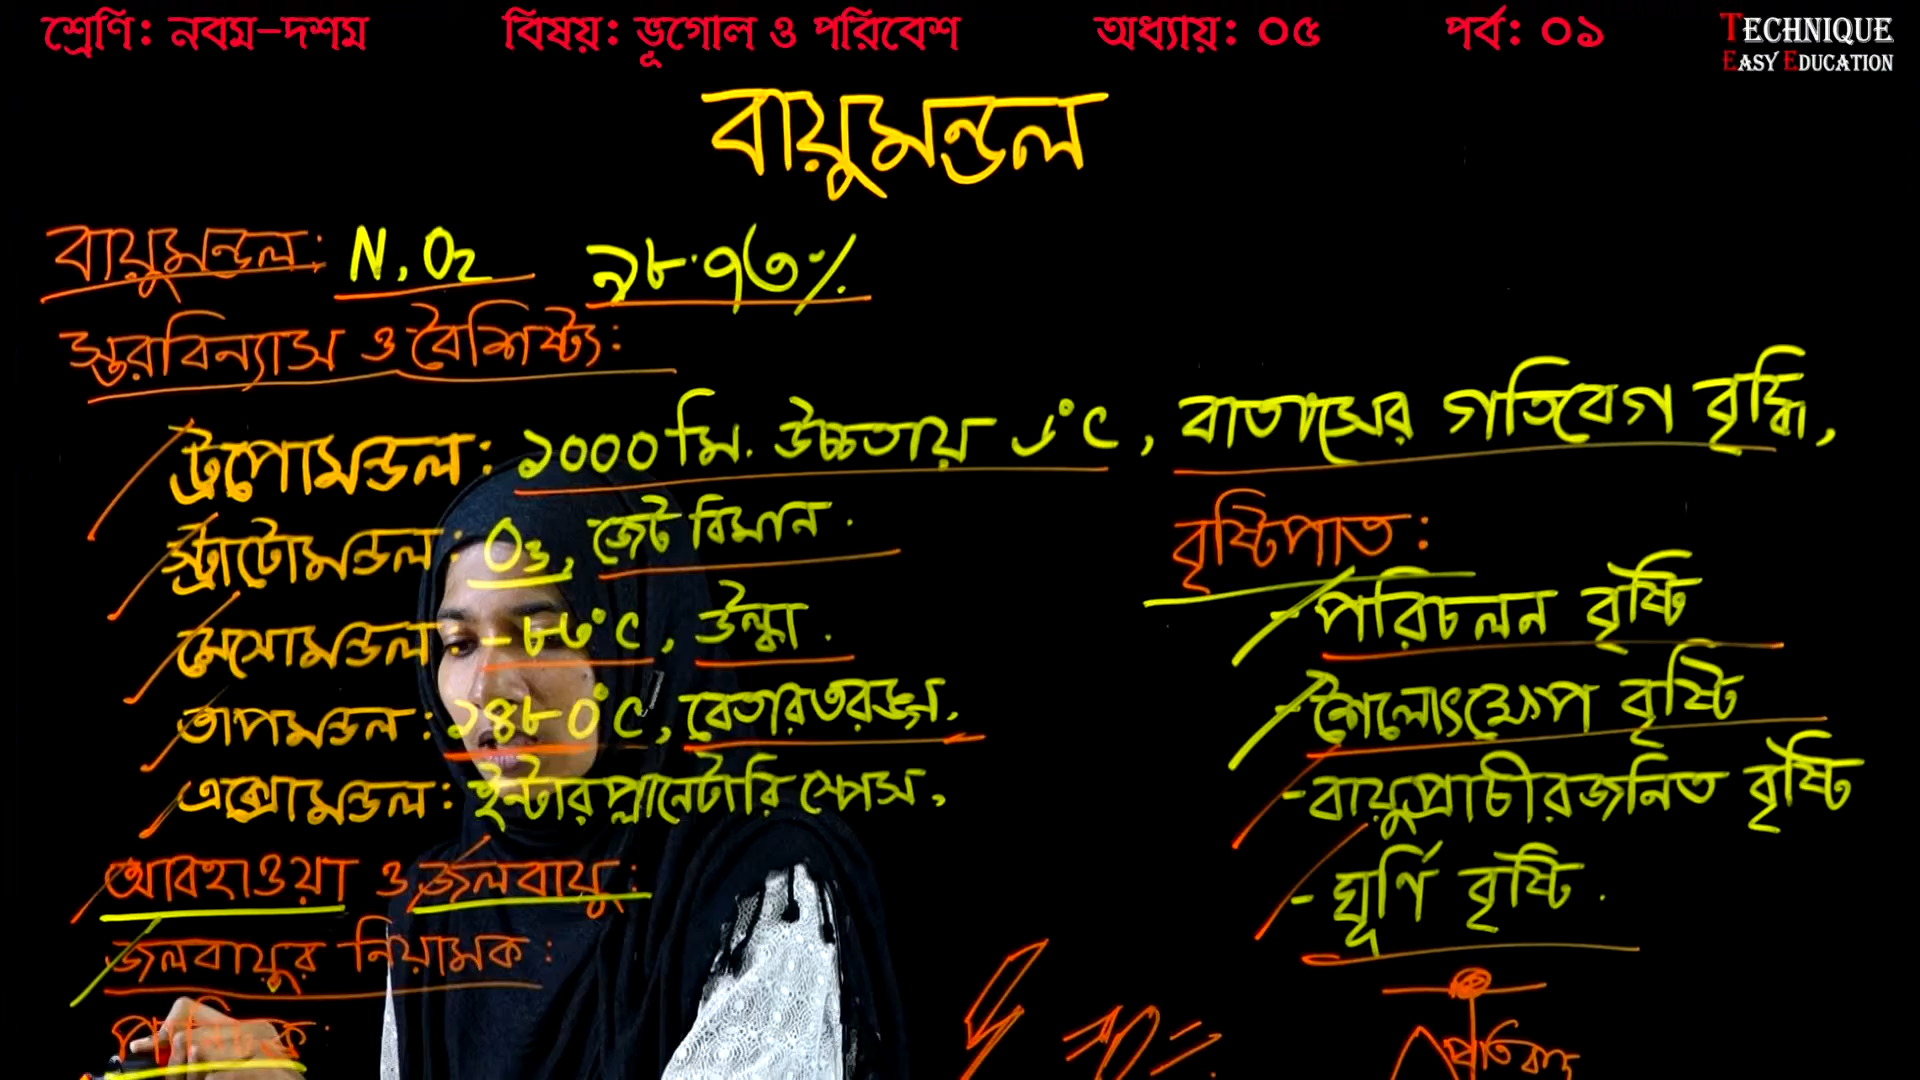 শ্রেণি: নবম-দশম বিষয়: ভূগোল ও পরিবেশ অধ্যায়: ০৫ পর্ব: ০১
TECHNIQUE
EASY EDUCATION
বায়ুমন্ডল
বায়ুমন্ডল: N, O₂ ৯৮.৭৩%
স্তরবিন্যাস ও বৈশিষ্ট্য:
ট্রপোমন্ডল: ১০০০ মি. উচ্চতায় ৬°C, বাতাসের গতিবেগ বৃদ্ধি,
স্ট্রাটোমন্ডল: O₃, জেট বিমান.
মেসোমন্ডল: -৮৩°C, উল্কা.
তাপমন্ডল: ১৪৮০°C, বেতারতরঙ্গ.
এক্সোমন্ডল: ইন্টারপ্লানেটারি স্পেস,
আবহাওয়া ও জলবায়ু:
জলবায়ুর নিয়ামক:
বৃষ্টিপাত:
- পরিচলন বৃষ্টি
- শৈলোৎক্ষেপ বৃষ্টি
- বায়ুপ্রাচীরজনিত বৃষ্টি
- ঘূর্ণি বৃষ্টি.